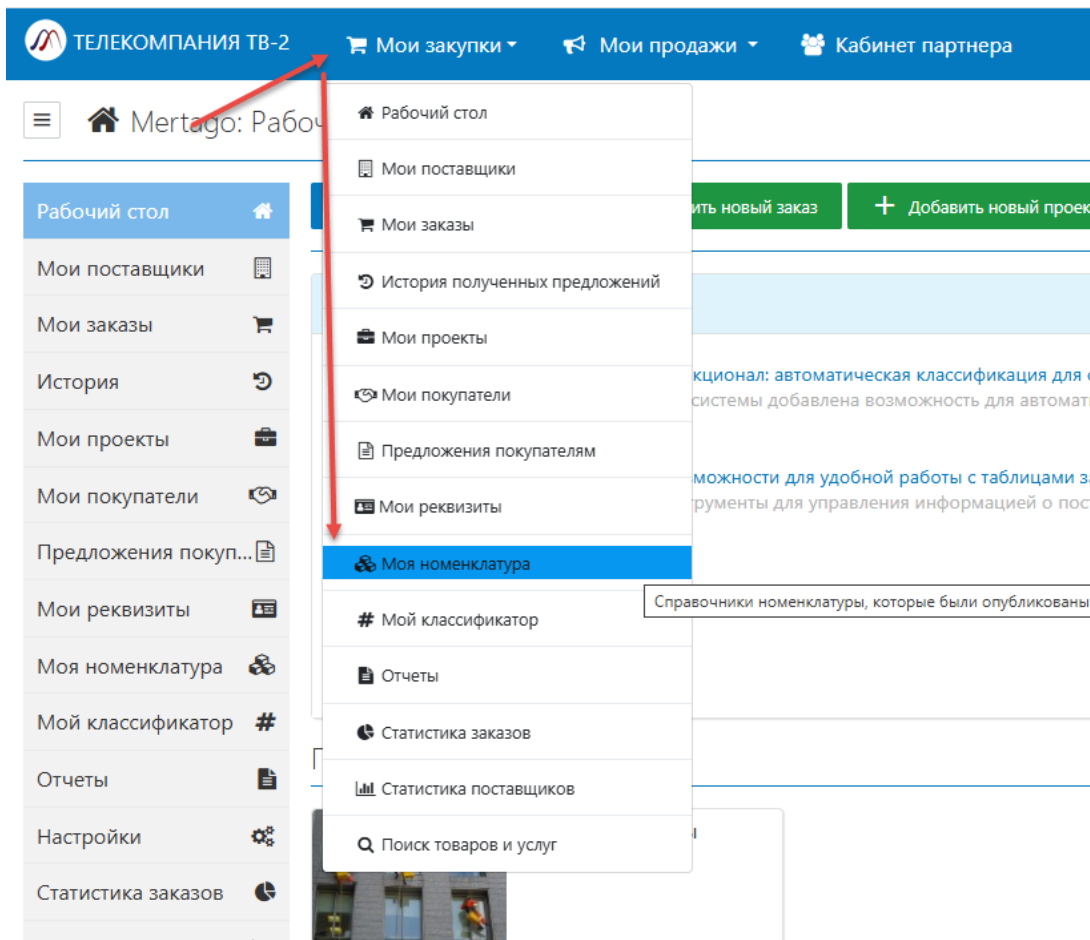 ТЕЛЕКОМПАНИЯ ТВ-2
Мои закупки
Мои продажи
Кабинет партнера
Mertago: Рабоч
Рабочий стол
Мои поставщики
Мои заказы
История
Мои проекты
Мои покупатели
Предложения покуп...
Мои реквизиты
Моя номенклатура
Мой классификатор
Отчеты
Настройки
Статистика заказов
Рабочий стол
Мои поставщики
Мои заказы
История полученных предложений
Мои проекты
Мои покупатели
Предложения покупателям
Мои реквизиты
Моя номенклатура
Мой классификатор
Отчеты
Статистика заказов
Статистика поставщиков
Поиск товаров и услуг
ить новый заказ
+ Добавить новый проек
кционал: автоматическая классификация для
системы добавлена возможность для автомат
можности для удобной работы с таблицами
рументы для управления информацией о пос
Справочники номенклатуры, которые были опубликованы